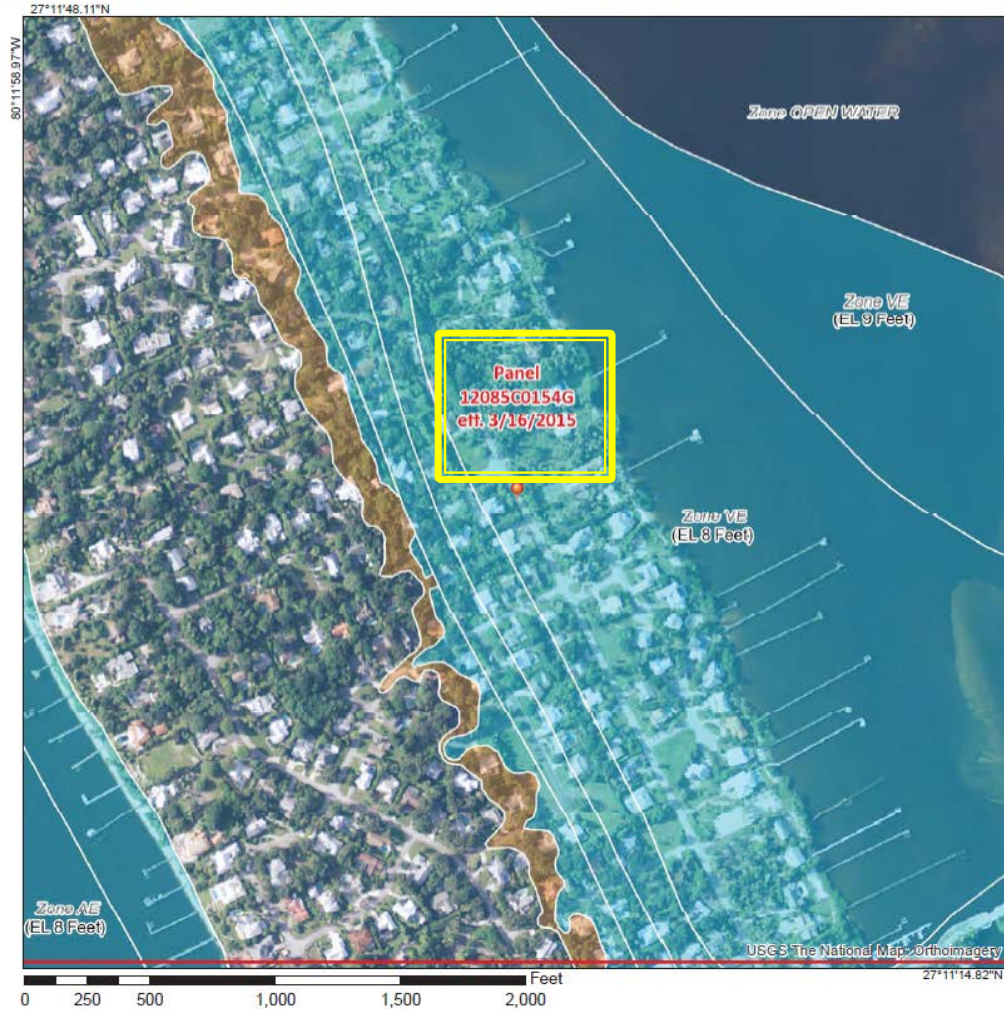 27°11'48.11"N
80°11'58.97"W
Zone OPEN WATER
Zone VE
(EL 9 Feet)
Panel
12085C0154G
eff. 3/16/2015
Zone VE
(EL 8 Feet)
Zone AE
(EL 8 Feet)
USGS The National Map: Orthoimagery
Feet
27°11'14.82"N
0 250 500 1,000 1,500 2,000